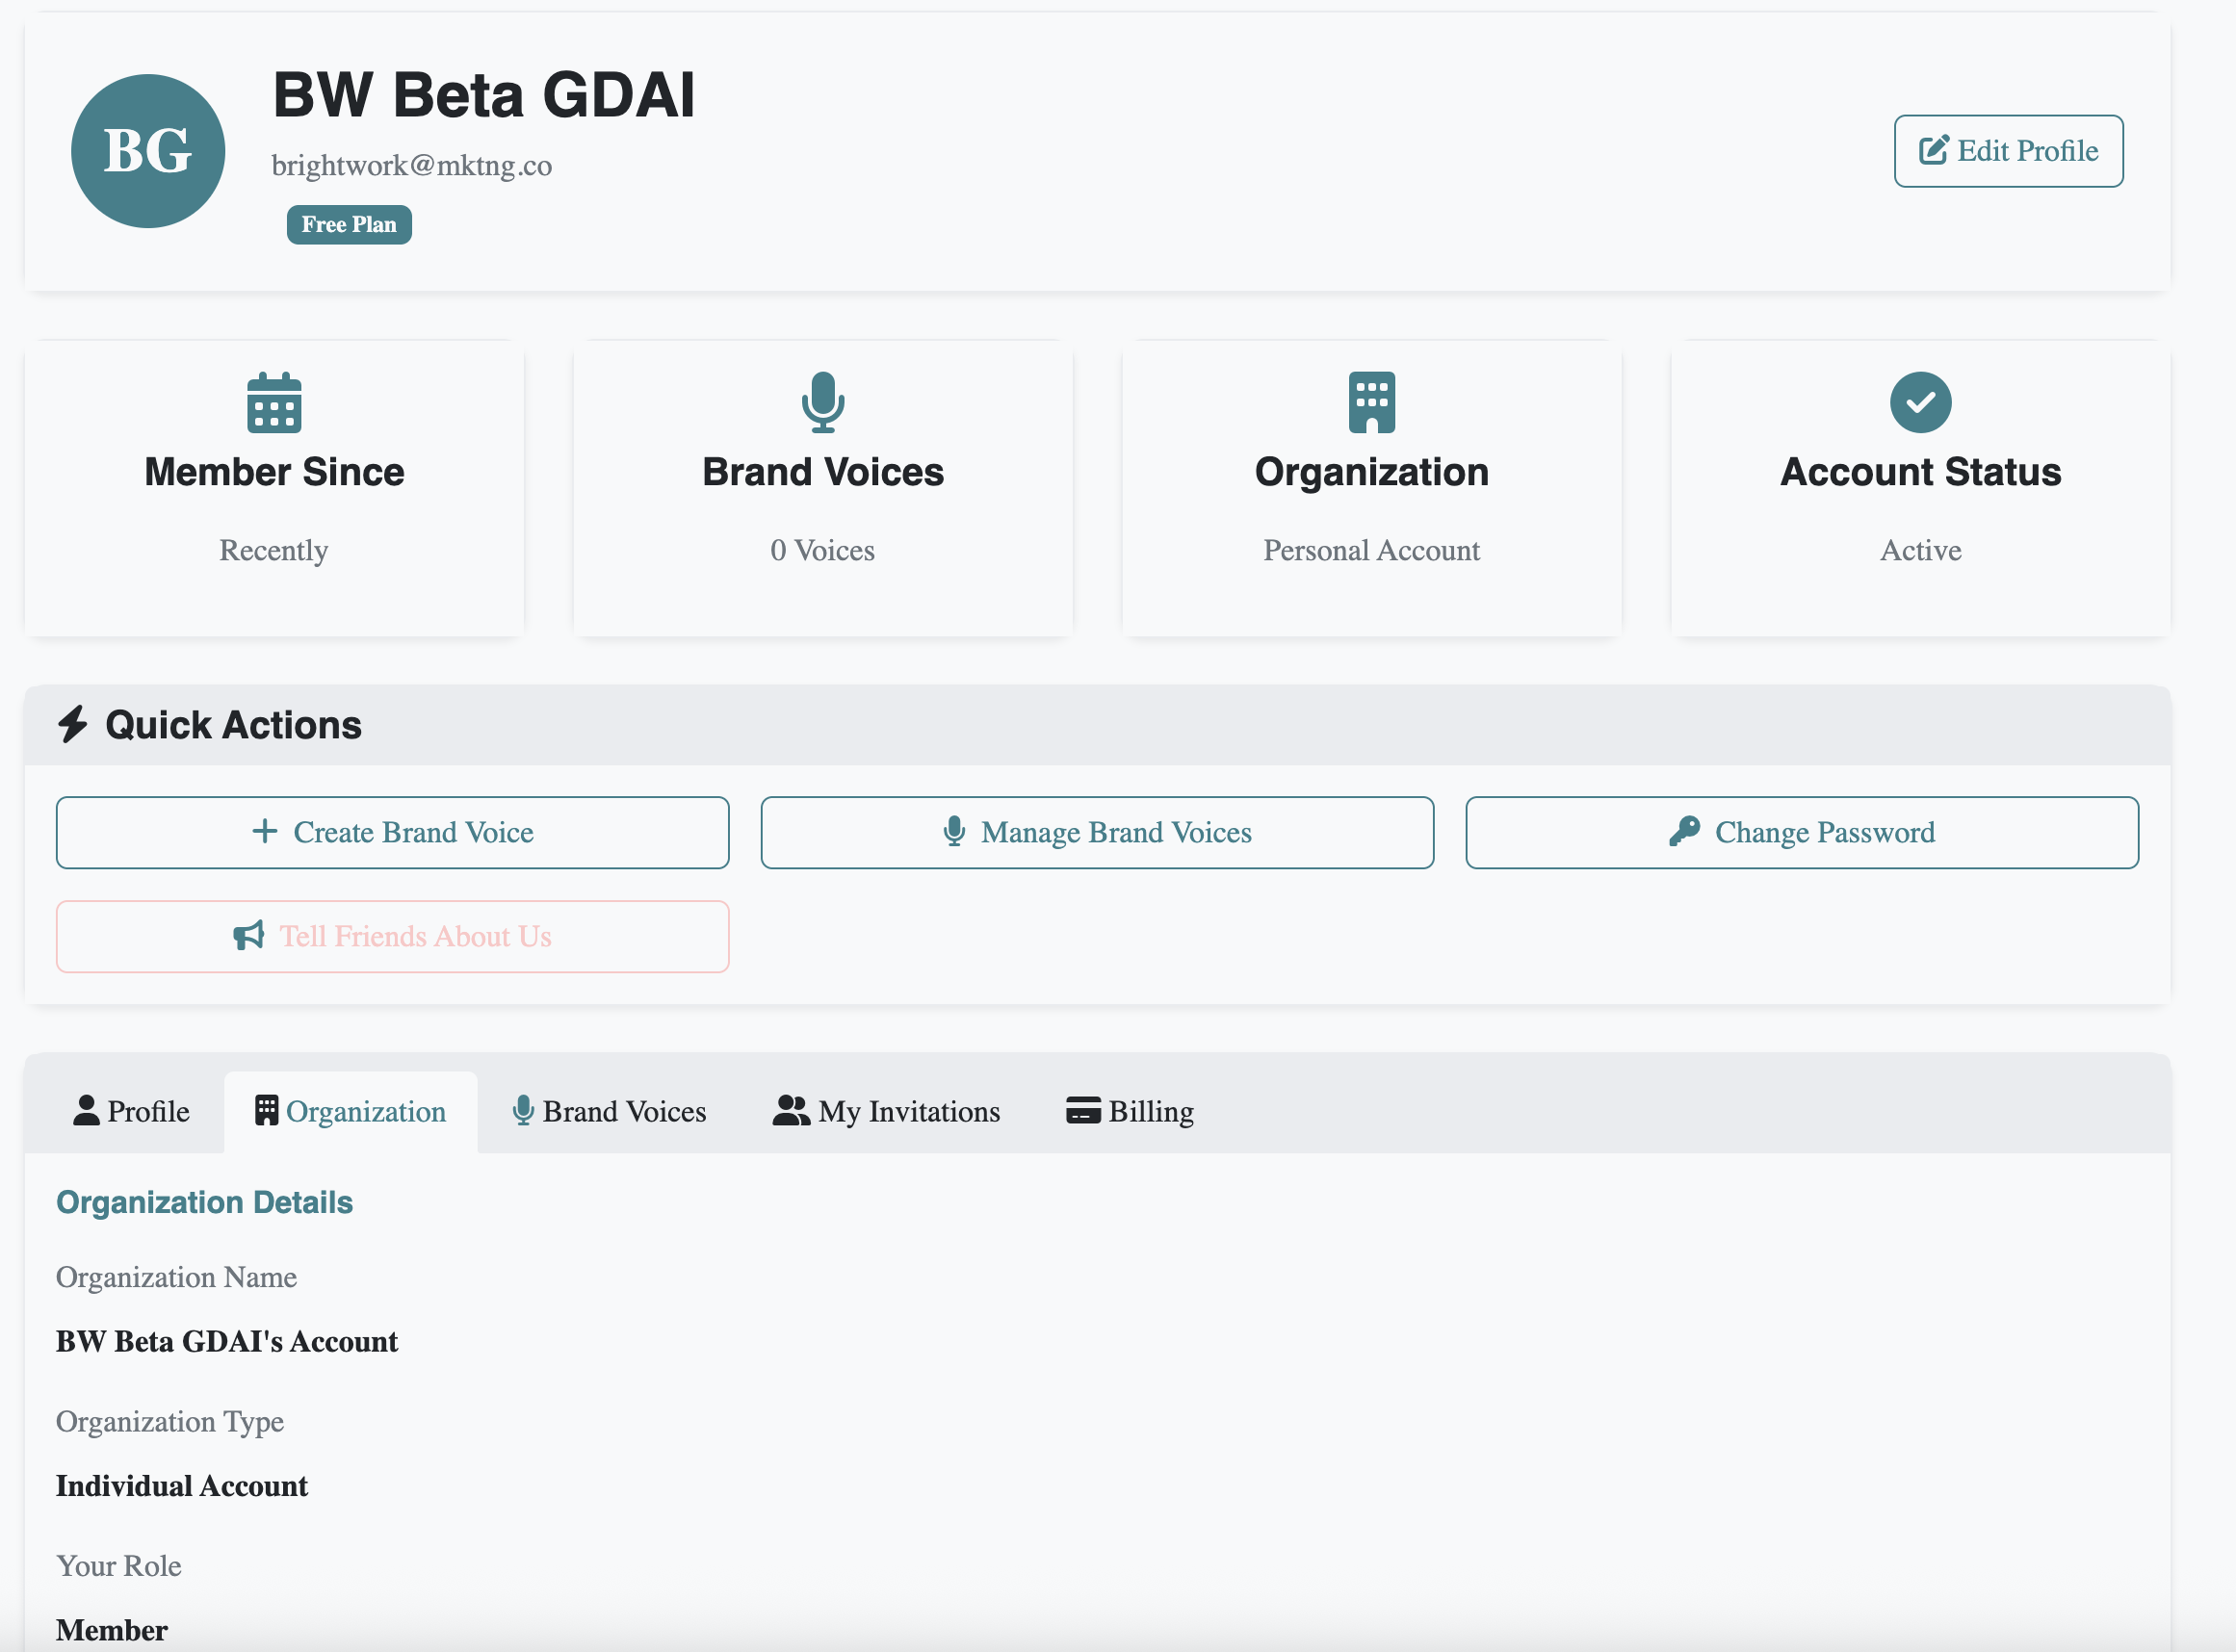 BG
BW Beta GDAI
brightwork@mktng.co
Free Plan
Edit Profile
Member Since
Recently
Brand Voices
0 Voices
Organization
Personal Account
Account Status
Active
Quick Actions
Create Brand Voice
Manage Brand Voices
Change Password
Tell Friends About Us
Profile
Organization
Brand Voices
My Invitations
Billing
Organization Details
Organization Name
BW Beta GDAI's Account
Organization Type
Individual Account
Your Role
Member